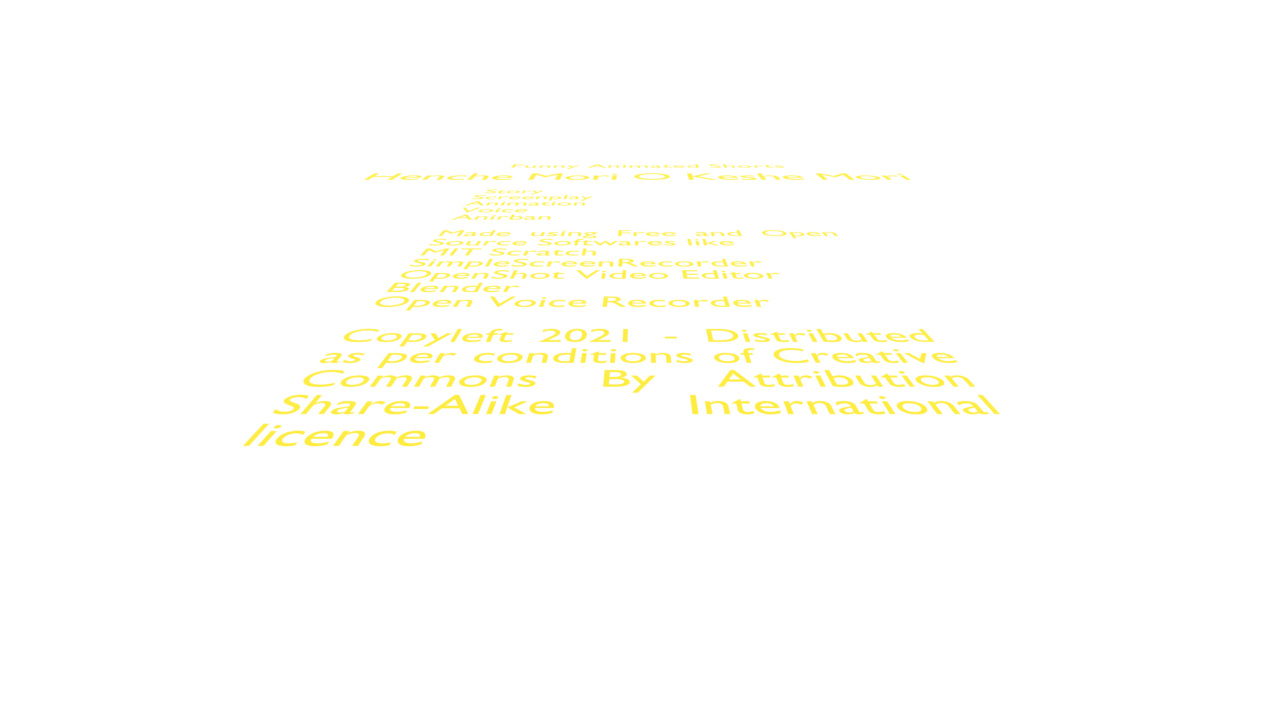 Funny Animated Shorts
Henche Mori O Keshe Mori
Story
Screenplay
Animation
Voice
Anirban
Made using Free and Open
Source Softwares like
MIT Scratch
SimpleScreenRecorder
OpenShot Video Editor
Blender
Open Voice Recorder
Copyleft 2021 - Distributed
as per conditions of Creative
Commons By Attribution
Share-Alike International
licence